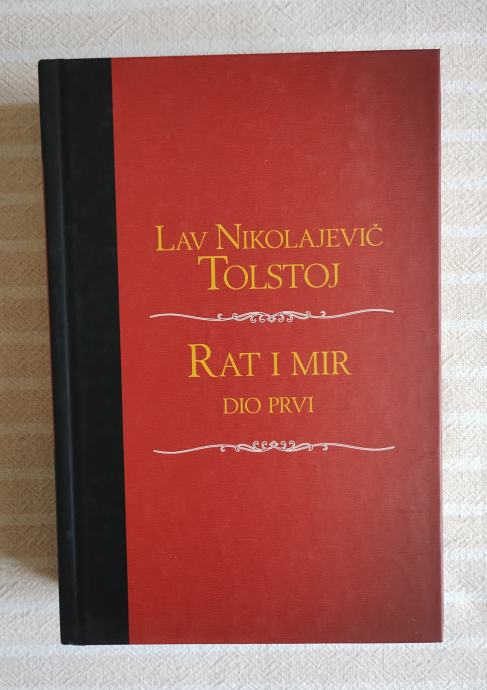 LAV NIKOLAJEVIČ
TOLSTOJ
RAT I MIR
DIO PRVI